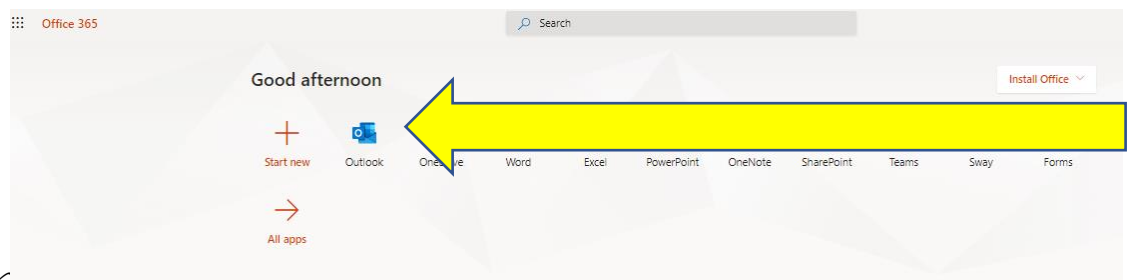 Office 365
Search
Good afternoon
Install Office
Start new Outlook OneDrive Word Excel PowerPoint OneNote SharePoint Teams Sway Forms
All apps